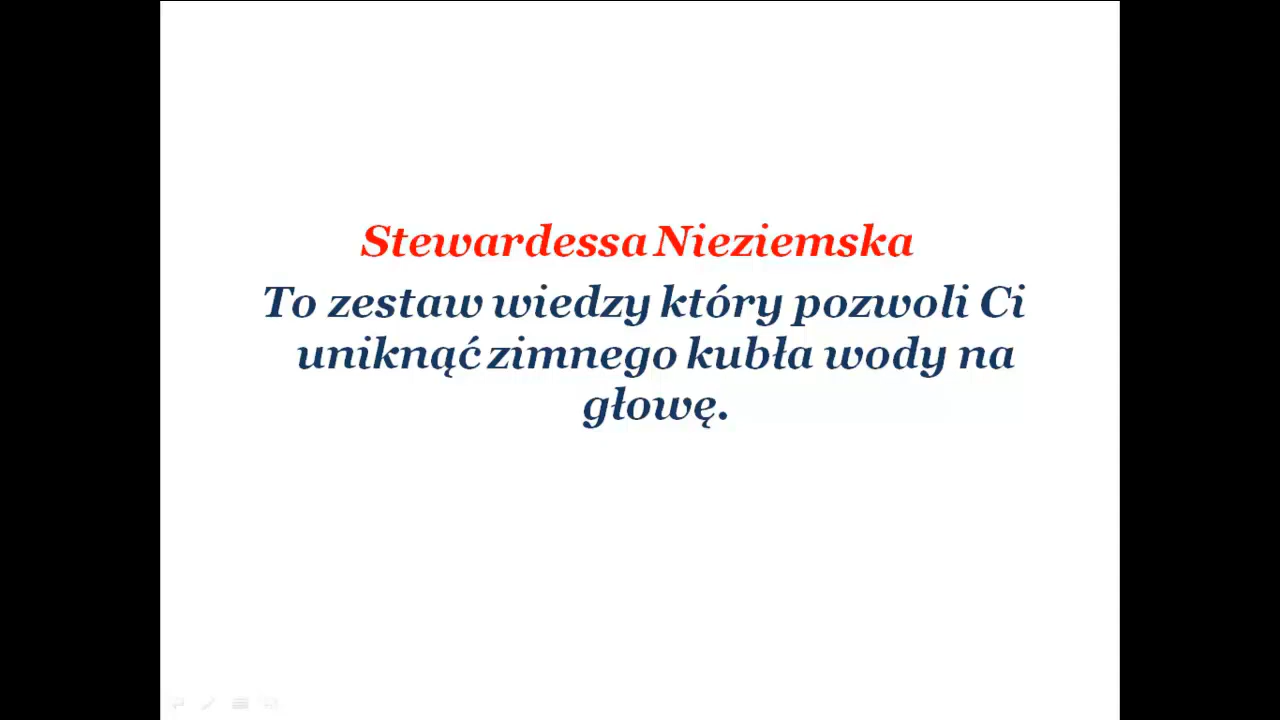 Stewardessa Nieziemska
To zestaw wiedzy który pozwoli Ci
uniknąć zimnego kubła wody na
głowę.